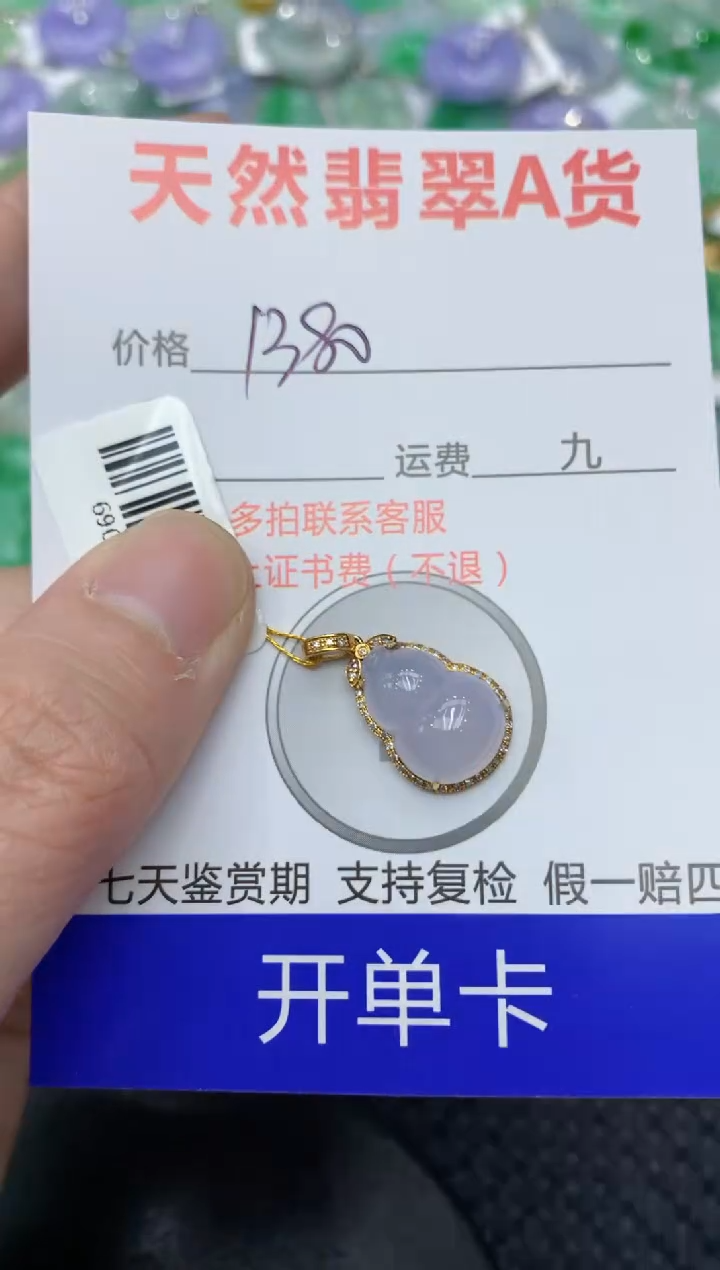 天然翡翠A货
价格 1380
运费 九
多拍联系客服
证书费（不退）
七天鉴赏期 支持复检 假一赔四
开单卡
690